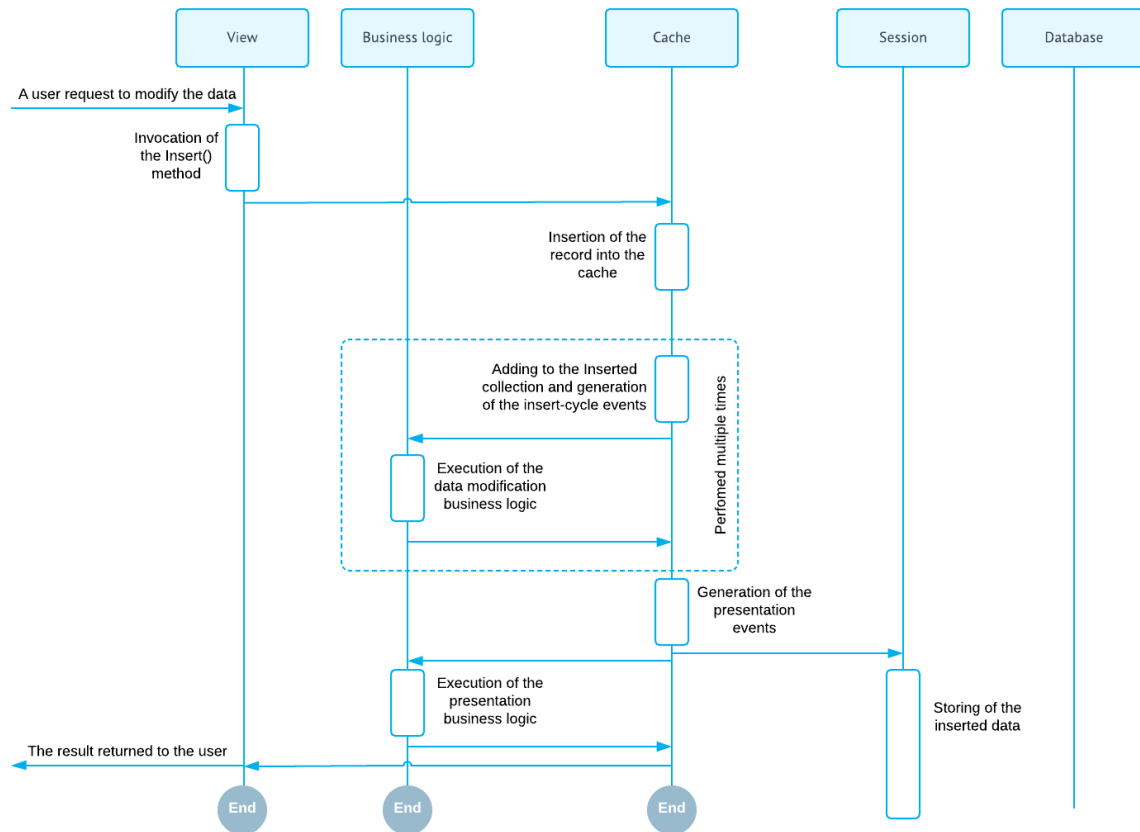 View
Business logic
Cache
Session
Database
A user request to modify the data
Invocation of
the Insert()
method
Insertion of the
record into the
cache
Adding to the Inserted
collection and generation
of the insert-cycle events
Perfomed multiple times
Execution of the
data modification
business logic
Generation of the
presentation
events
Execution of the
presentation
business logic
Storing of the
inserted data
The result returned to the user
End
End
End